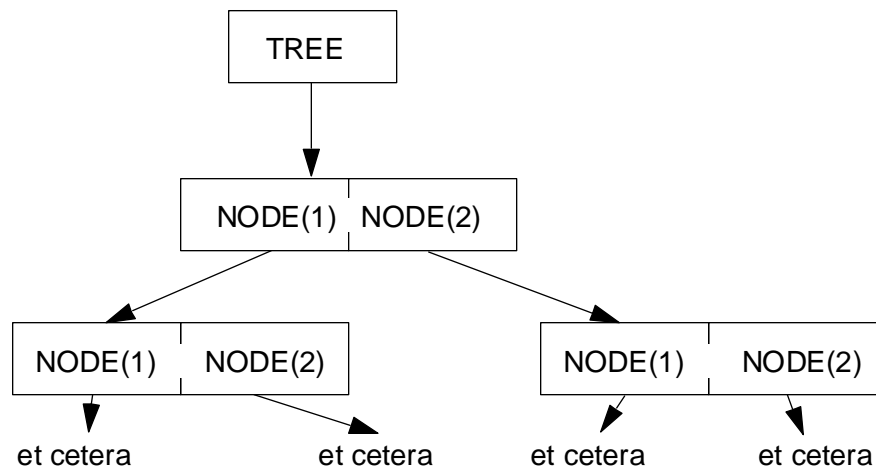 TREE
NODE(1) NODE(2)
NODE(1) NODE(2) NODE(1) NODE(2)
et cetera et cetera et cetera et cetera